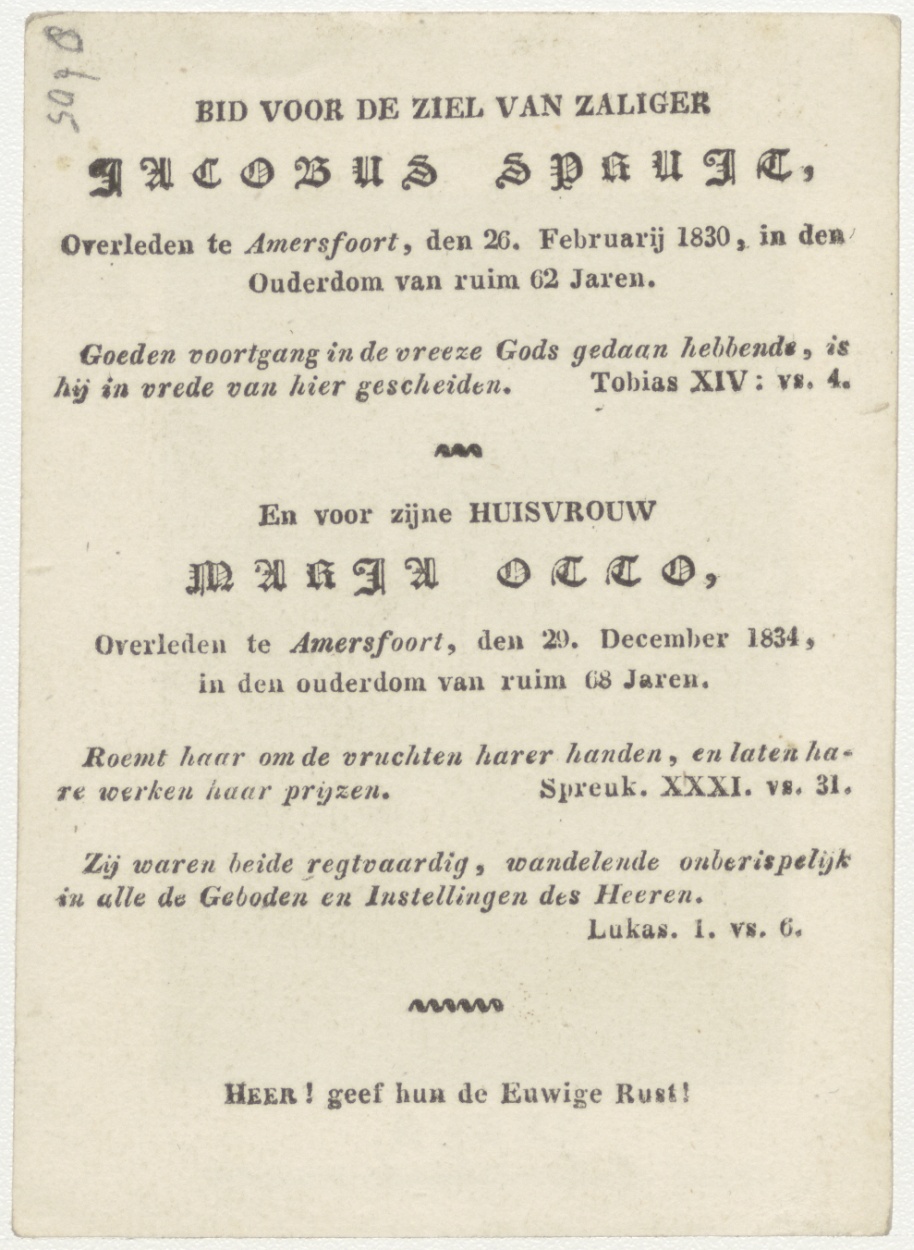 BID VOOR DE ZIEL VAN ZALIGER
JACOBUS SPRUIJT,
Overleden te Amersfoort, den 26. Februarij 1830, in den
Ouderdom van ruim 62 Jaren.
Goeden voortgang in de vreeze Gods gedaan hebbende, is
hij in vrede van hier gescheiden. Tobias XIV: vs. 4.
En voor zijne HUISVROUW
MARIA OTTO,
Overleden te Amersfoort, den 29. December 1834,
in den ouderdom van ruim 68 Jaren.
Roemt haar om de vruchten harer handen, en laten ha-
re werken haar prijzen. Spreuk. XXXI. vs. 31.
Zij waren beide regtvaardig, wandelende onberispelijk
in alle de Geboden en Instellingen des Heeren.
Lukas. 1. vs. 6.
HEER! geef hun de Euwige Rust!